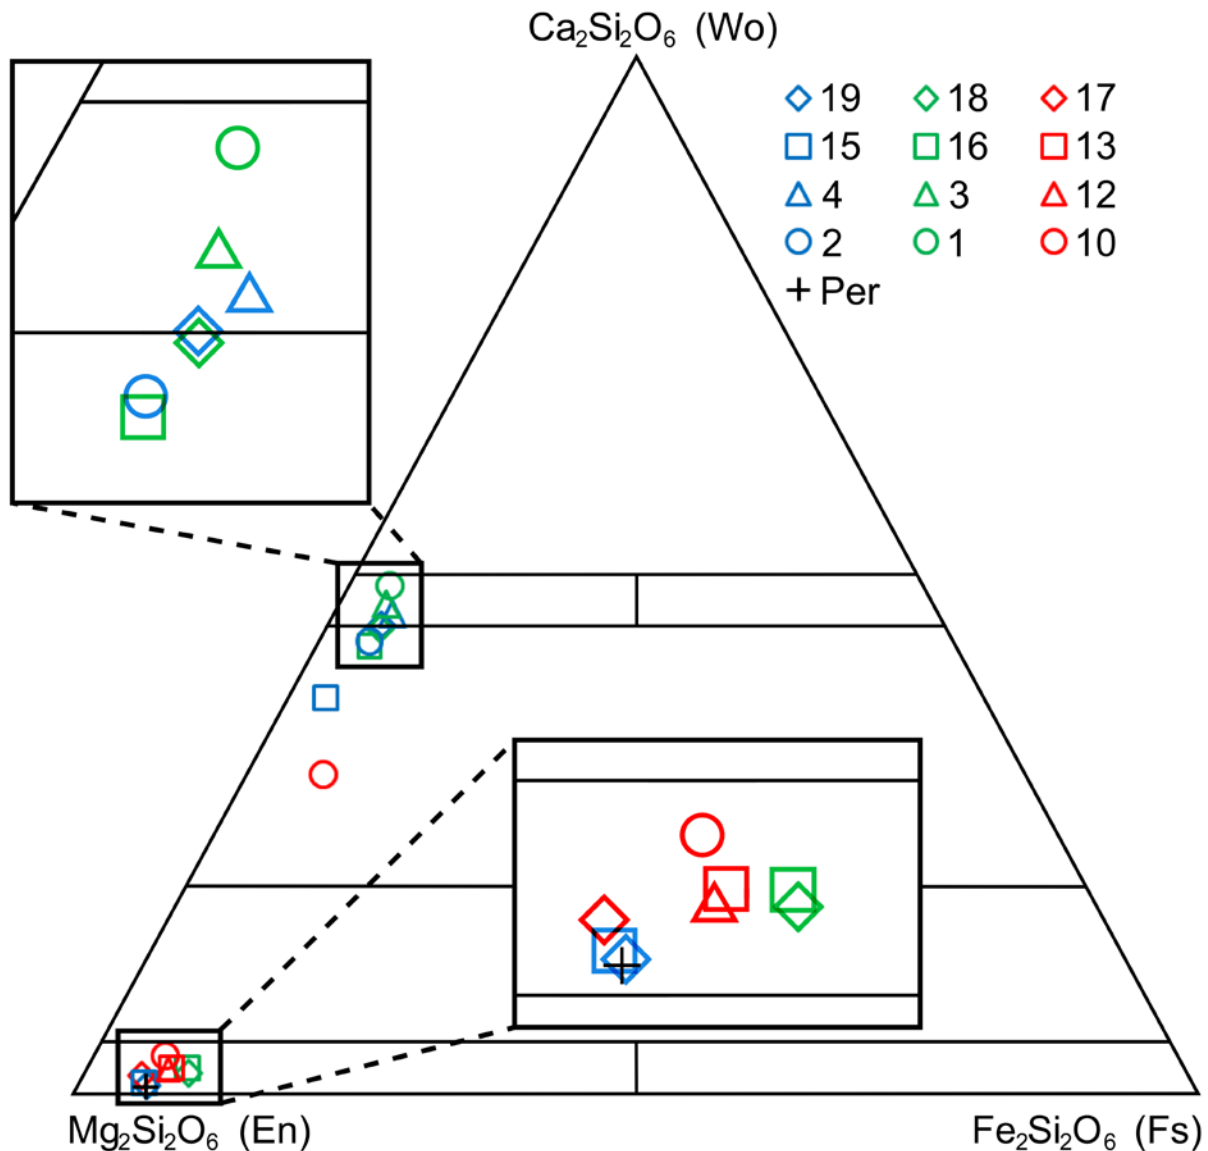 Ca₂Si₂O₆ (Wo)
19 18 17
15 16 13
4 3 12
2 1 10
Per
Mg₂Si₂O₆ (En) Fe₂Si₂O₆ (Fs)